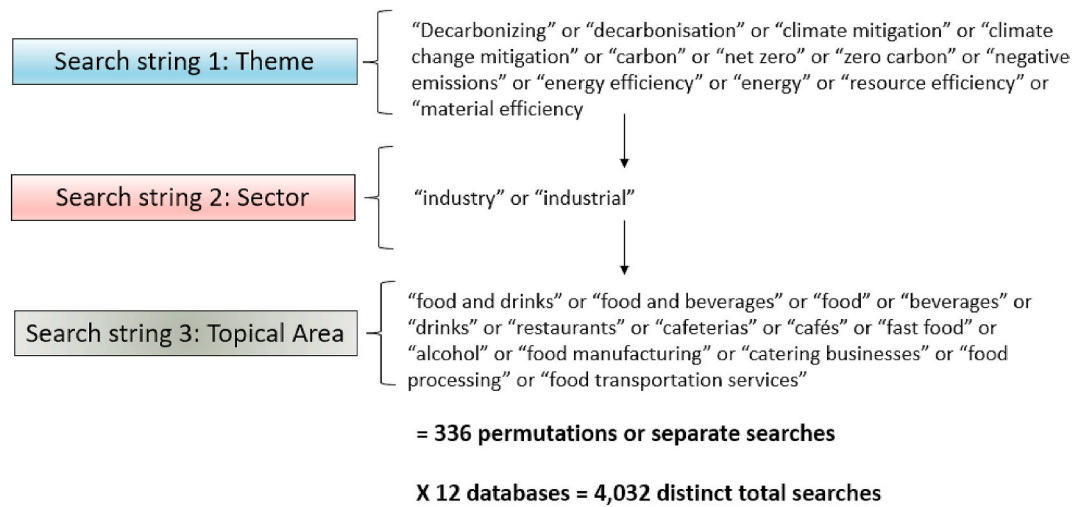 Search string 1: Theme
“Decarbonizing” or “decarbonisation” or “climate mitigation” or “climate
change mitigation” or “carbon” or “net zero” or “zero carbon” or “negative
emissions” or “energy efficiency” or “energy” or “resource efficiency” or
“material efficiency
Search string 2: Sector
“industry” or “industrial”
Search string 3: Topical Area
“food and drinks” or “food and beverages” or “food” or “beverages” or
“drinks” or “restaurants” or “cafeterias” or “cafés” or “fast food” or
“alcohol” or “food manufacturing” or “catering businesses” or “food
processing” or “food transportation services”
= 336 permutations or separate searches
X 12 databases = 4,032 distinct total searches